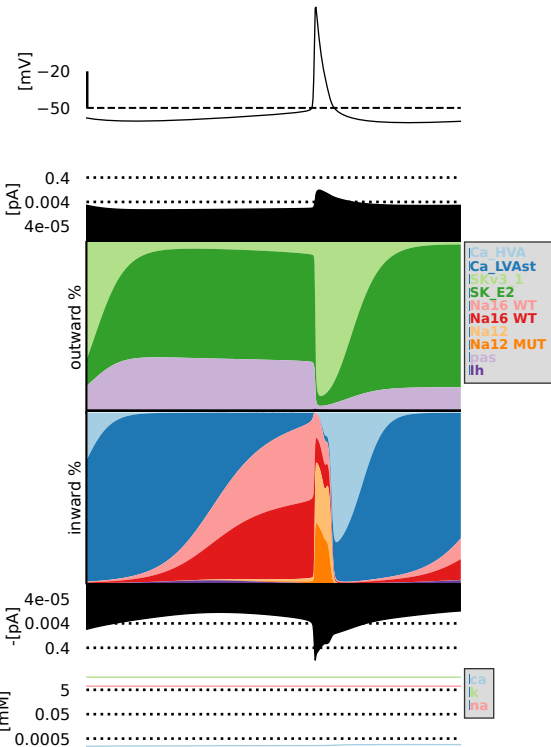 [mV]
−20
−50
[pA]
0.4
0.004
4e-05
outward %
Ca_HVA
Ca_LVAst
SKv3_1
SK_E2
Na16 WT
Na16 WT
Na12
Na12 MUT
pas
Ih
inward %
-[pA]
4e-05
0.004
0.4
[mM]
5
0.05
0.0005
ca
k
na